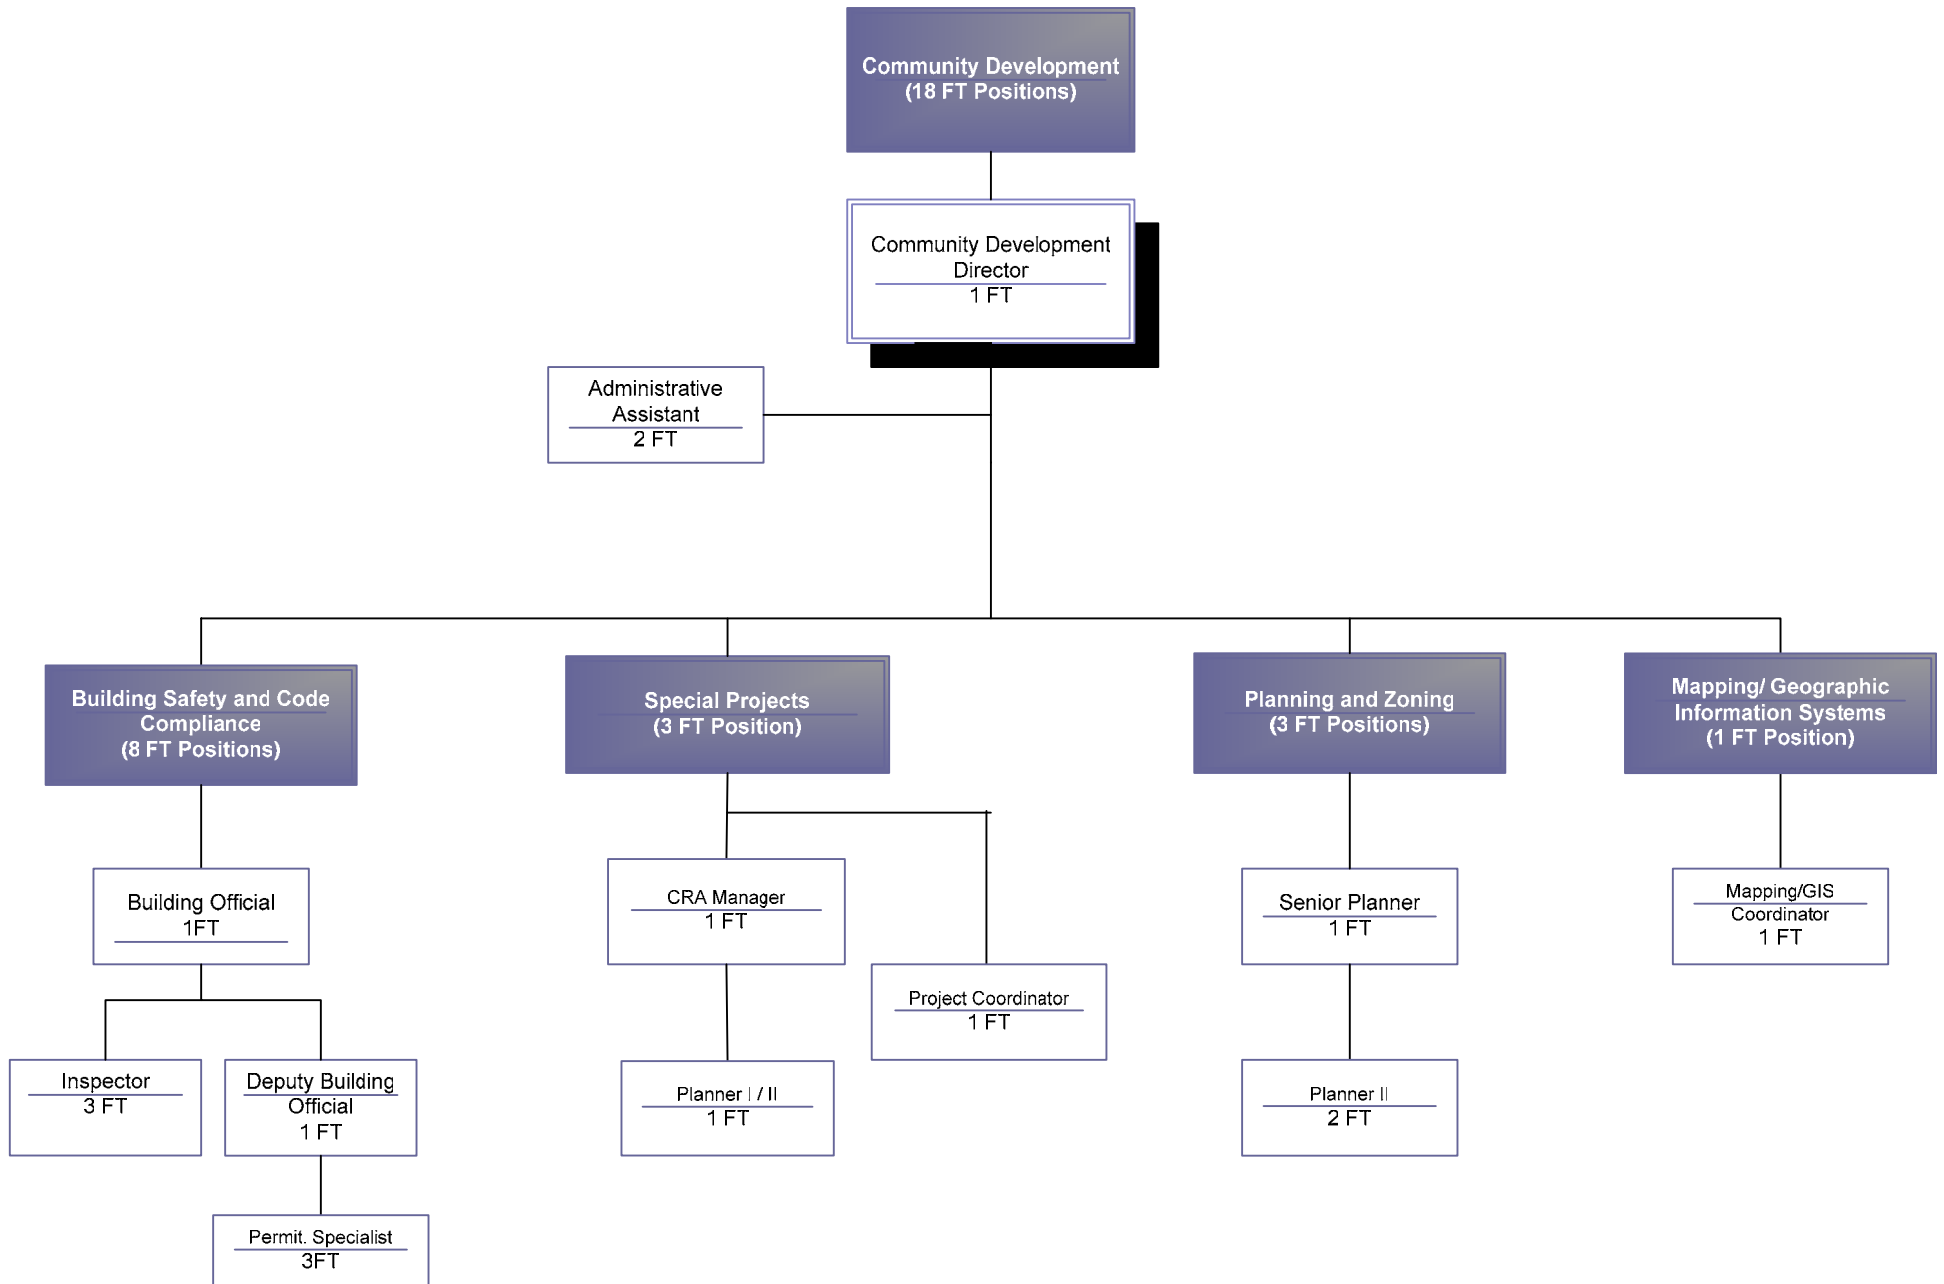 Community Development
(18 FT Positions)
Community Development
Director
1 FT
Administrative
Assistant
2 FT
Building Safety and Code
Compliance
(8 FT Positions)
Special Projects
(3 FT Position)
Planning and Zoning
(3 FT Positions)
Mapping/ Geographic
Information Systems
(1 FT Position)
Building Official
1FT
CRA Manager
1 FT
Senior Planner
1 FT
Mapping/GIS
Coordinator
1 FT
Project Coordinator
1 FT
Inspector
3 FT
Deputy Building
Official
1 FT
Planner I / II
1 FT
Planner II
2 FT
Permit. Specialist
3FT